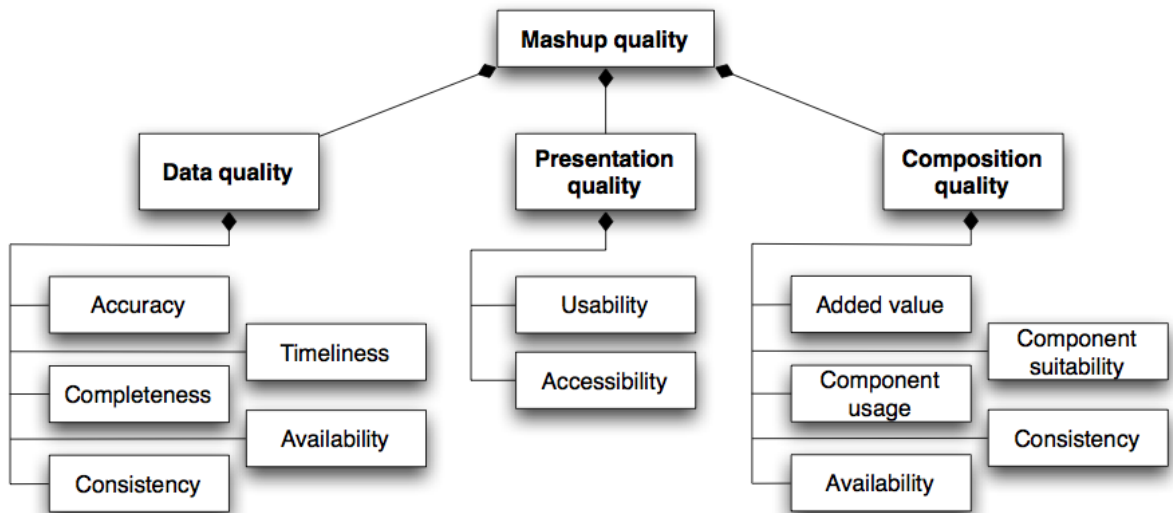 Mashup quality
Data quality
Presentation
quality
Composition
quality
Accuracy
Timeliness
Completeness
Availability
Consistency
Usability
Accessibility
Added value
Component
suitability
Component
usage
Consistency
Availability